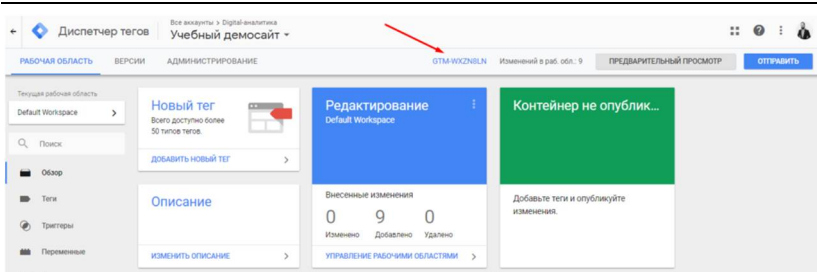 Все аккаунты > Digital-аналитика
Диспетчер тегов Учебный демосайт
РАБОЧАЯ ОБЛАСТЬ ВЕРСИИ АДМИНИСТРИРОВАНИЕ GTM-WXZN8LN Изменений в раб. обл.: 9 ПРЕДВАРИТЕЛЬНЫЙ ПРОСМОТР ОТПРАВИТЬ
Текущая рабочая область
Default Workspace
Поиск
Обзор
Теги
Триггеры
Переменные
Новый тег
Всего доступно более
50 типов тегов.
ДОБАВИТЬ НОВЫЙ ТЕГ
Описание
ИЗМЕНИТЬ ОПИСАНИЕ
Редактирование
Default Workspace
Внесенные изменения
0 9 0
Изменено Добавлено Удалено
УПРАВЛЕНИЕ РАБОЧИМИ ОБЛАСТЯМИ
Контейнер не опублик...
Добавьте теги и опубликуйте
изменения.